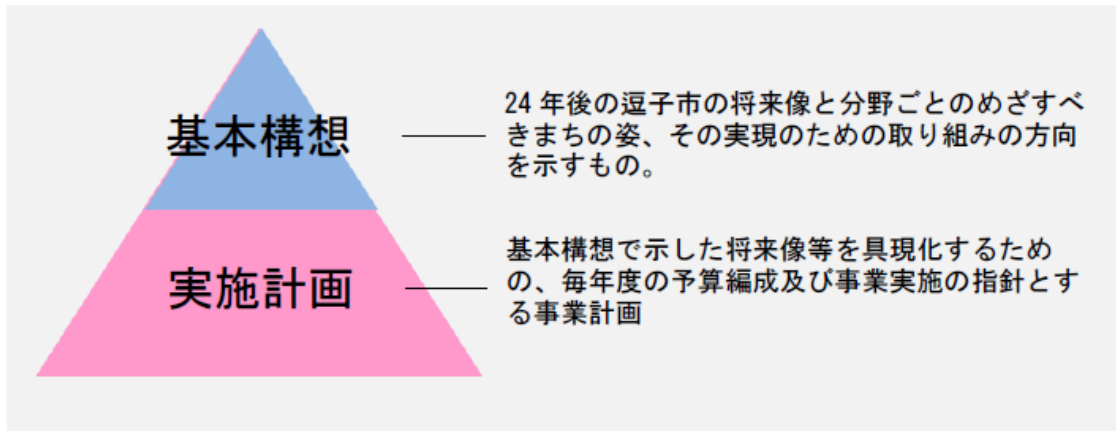 基本構想
24年後の逗子市の将来像と分野ごとのめざすべ
きまちの姿、その実現のための取り組みの方向
を示すもの。
実施計画
基本構想で示した将来像等を具現化するため
の、毎年度の予算編成及び事業実施の指針とす
る事業計画